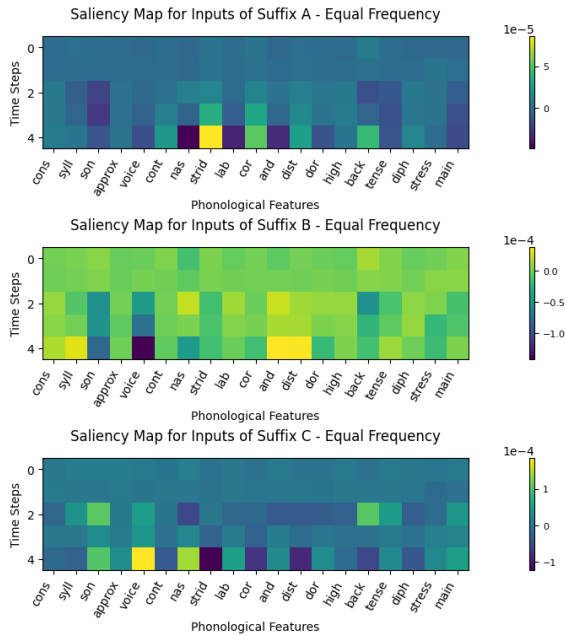 Saliency Map for Inputs of Suffix A - Equal Frequency
1e−5
0
2
4
Time Steps
5
0
cons syll son approx voice cont nas strid lab cor and dist dor high back tense diph stress main
Phonological Features
Saliency Map for Inputs of Suffix B - Equal Frequency
1e−4
0
2
4
Time Steps
0.0
−0.5
−1.0
cons syll son approx voice cont nas strid lab cor and dist dor high back tense diph stress main
Phonological Features
Saliency Map for Inputs of Suffix C - Equal Frequency
1e−4
0
2
4
Time Steps
1
0
−1
cons syll son approx voice cont nas strid lab cor and dist dor high back tense diph stress main
Phonological Features